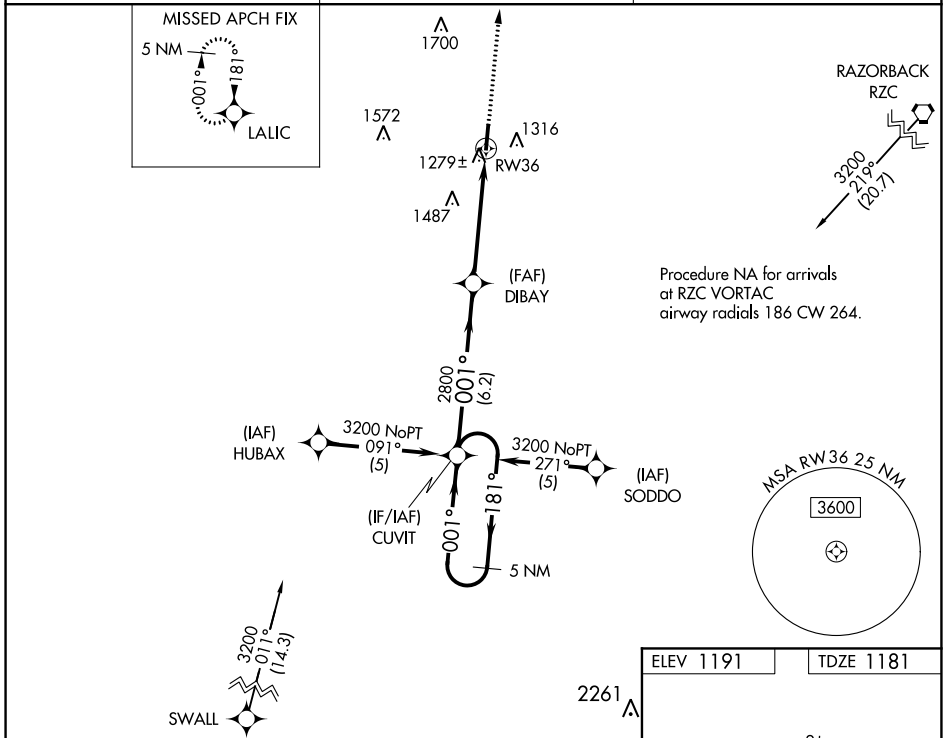 MISSED APCH FIX
5 NM
001°
181°
LALIC
1700
1572
1316
1279±
RW36
1487
RAZORBACK
RZC
3200
219°
(20.7)
(FAF)
DIBAY
Procedure NA for arrivals
at RZC VORTAC
airway radials 186 CW 264.
2800
001°
(6.2)
(IAF)
HUBAX
3200 NoPT
091°
(5)
3200 NoPT
271°
(5)
(IAF)
SODDO
(IF/IAF)
CUVIT
001°
181°
5 NM
MSA RW36 25 NM
3600
3200
011°
(14.3)
SWALL
2261
ELEV 1191
TDZE 1181